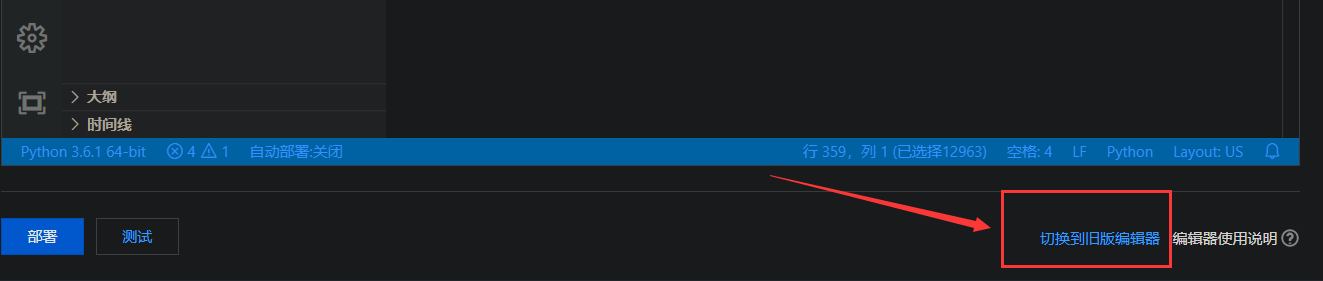 大纲
时间线
Python 3.6.1 64-bit 4 1 自动部署:关闭 行 359，列 1 (已选择12963) 空格: 4 LF Python Layout: US
部署 测试 切换到旧版编辑器 编辑器使用说明